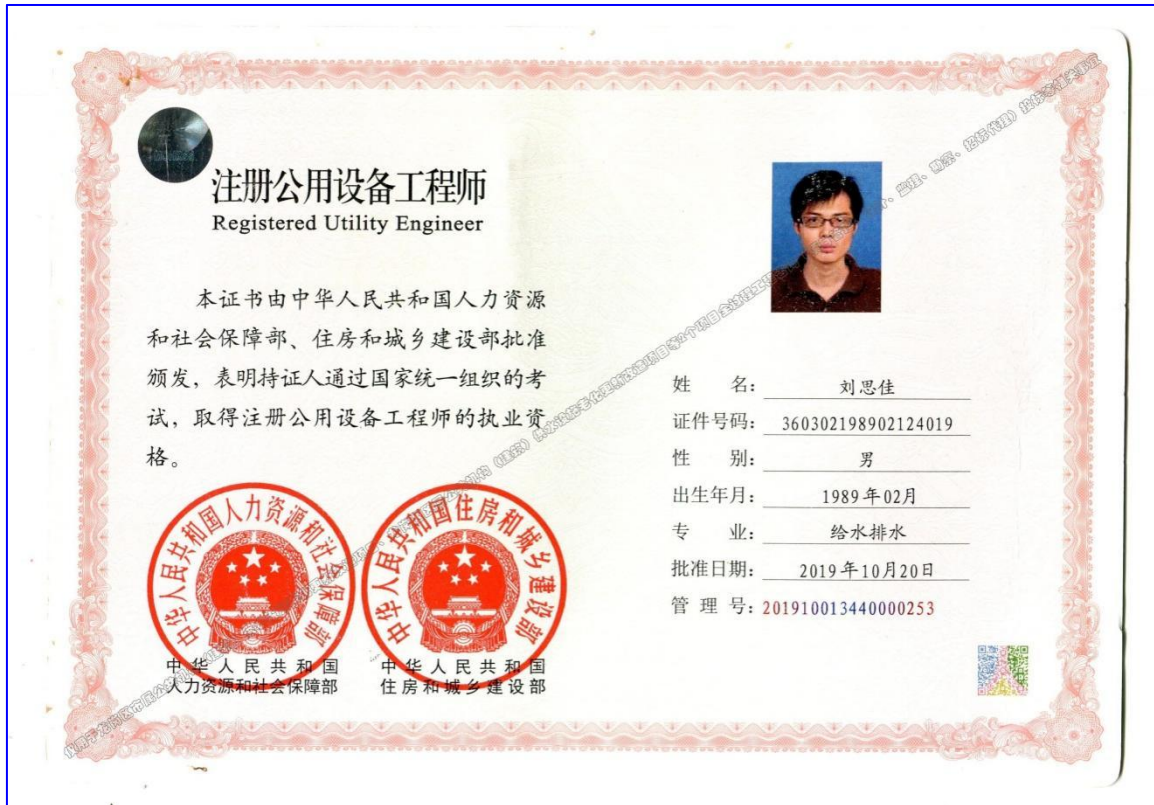 注册公用设备工程师
Registered Utility Engineer
本证书由中华人民共和国人力资源
和社会保障部、住房和城乡建设部批准
颁发，表明持证人通过国家统一组织的考
试，取得注册公用设备工程师的执业资
格。
中华人民共和国人力资源和社会保障部
中华人民共和国住房和城乡建设部
中华人民共和国
人力资源和社会保障部
中华人民共和国
住房和城乡建设部
姓 名： 刘思佳
证件号码： 360302198902124019
性 别： 男
出生年月： 1989年02月
专 业： 给水排水
批准日期： 2019年10月20日
管 理 号：201910013440000253